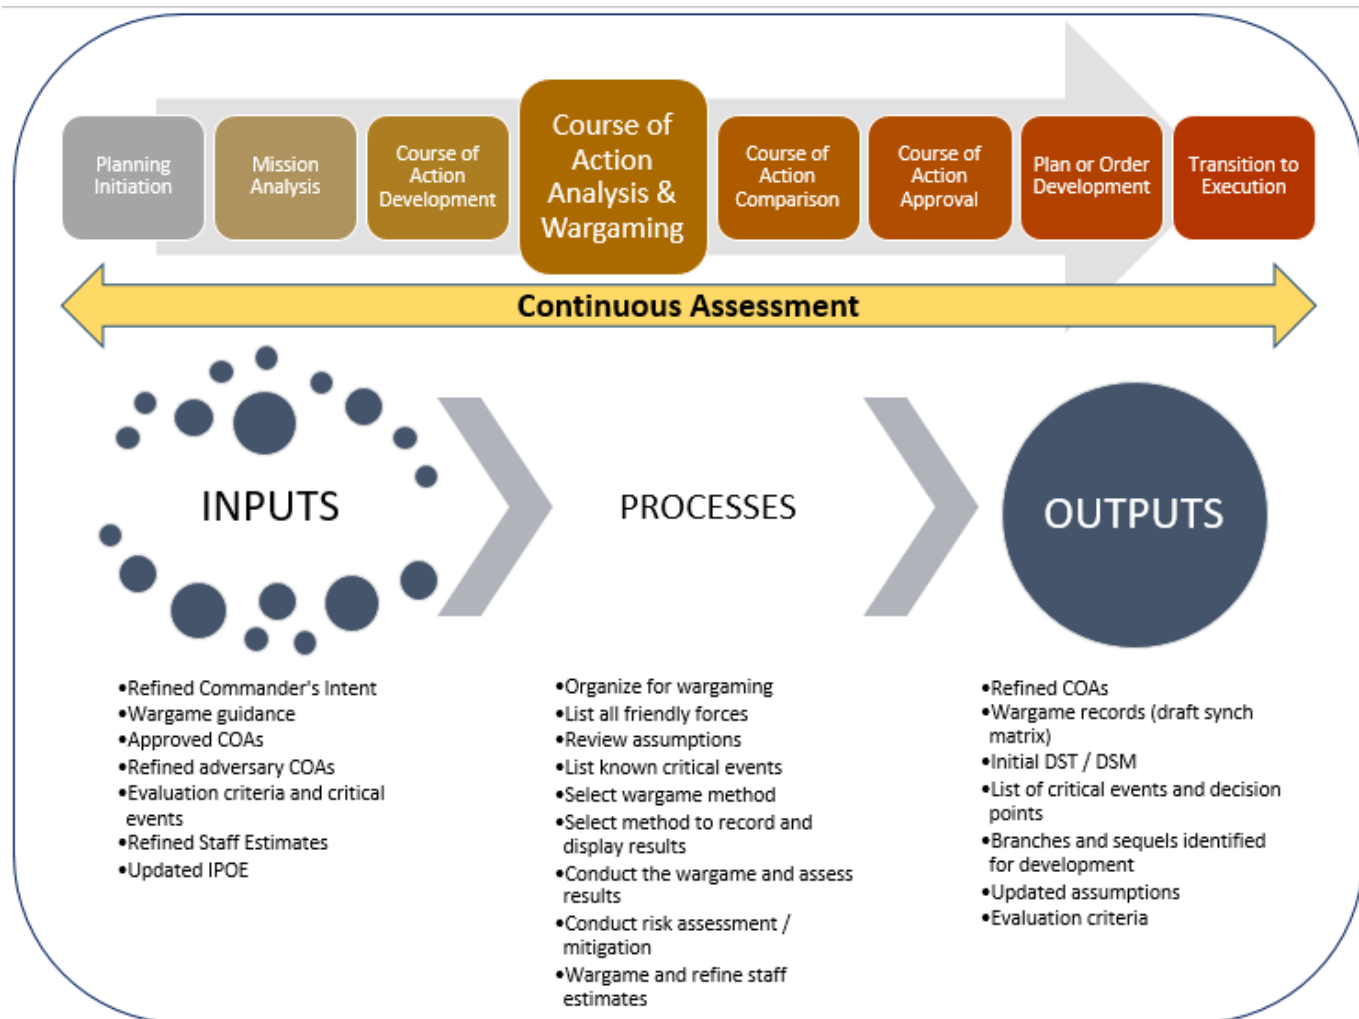 Planning
Initiation
Mission
Analysis
Course of
Action
Development
Course of
Action
Analysis &
Wargaming
Course of
Action
Comparison
Course of
Action
Approval
Plan or Order
Development
Transition to
Execution
Continuous Assessment
INPUTS
•Refined Commander's Intent
•Wargame guidance
•Approved COAs
•Refined adversary COAs
•Evaluation criteria and critical
events
•Refined Staff Estimates
•Updated IPOE
PROCESSES
•Organize for wargaming
•List all friendly forces
•Review assumptions
•List known critical events
•Select wargame method
•Select method to record and
display results
•Conduct the wargame and assess
results
•Conduct risk assessment /
mitigation
•Wargame and refine staff
estimates
OUTPUTS
•Refined COAs
•Wargame records (draft synch
matrix)
•Initial DST / DSM
•List of critical events and decision
points
•Branches and sequels identified
for development
•Updated assumptions
•Evaluation criteria